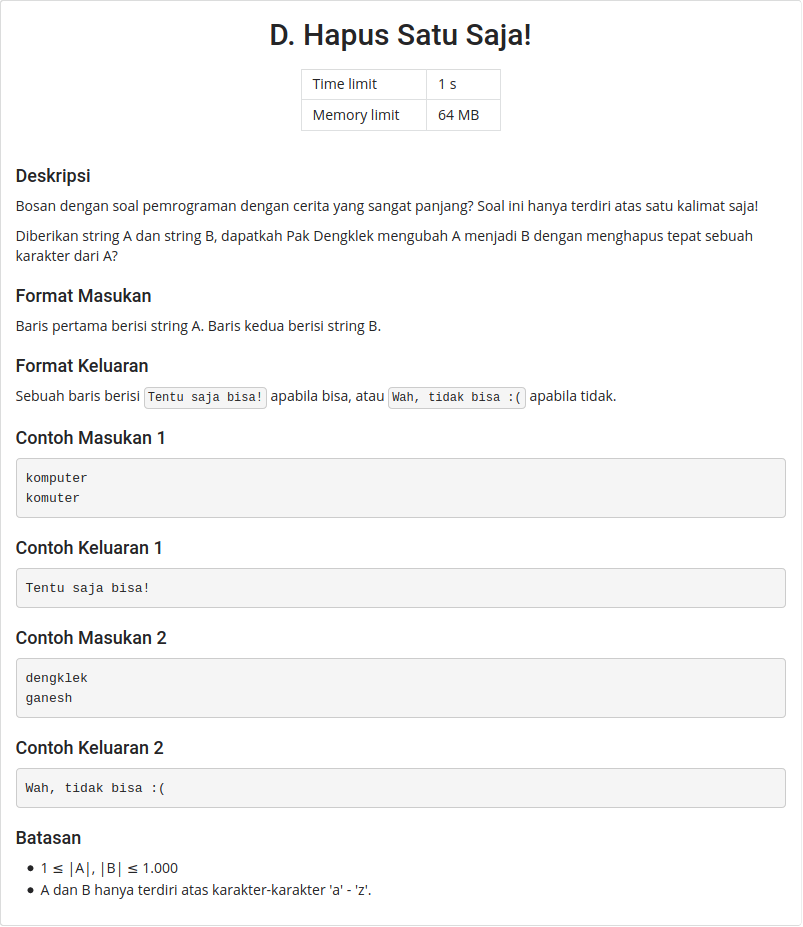 D. Hapus Satu Saja!
Time limit 1 s
Memory limit 64 MB
Deskripsi
Bosan dengan soal pemrograman dengan cerita yang sangat panjang? Soal ini hanya terdiri atas satu kalimat saja!
Diberikan string A dan string B, dapatkah Pak Dengklek mengubah A menjadi B dengan menghapus tepat sebuah
karakter dari A?
Format Masukan
Baris pertama berisi string A. Baris kedua berisi string B.
Format Keluaran
Sebuah baris berisi Tentu saja bisa! apabila bisa, atau Wah, tidak bisa :( apabila tidak.
Contoh Masukan 1
komputer
komuter
Contoh Keluaran 1
Tentu saja bisa!
Contoh Masukan 2
dengklek
ganesh
Contoh Keluaran 2
Wah, tidak bisa :(
Batasan
• 1 ≤ |A|, |B| ≤ 1.000
• A dan B hanya terdiri atas karakter-karakter 'a' - 'z'.